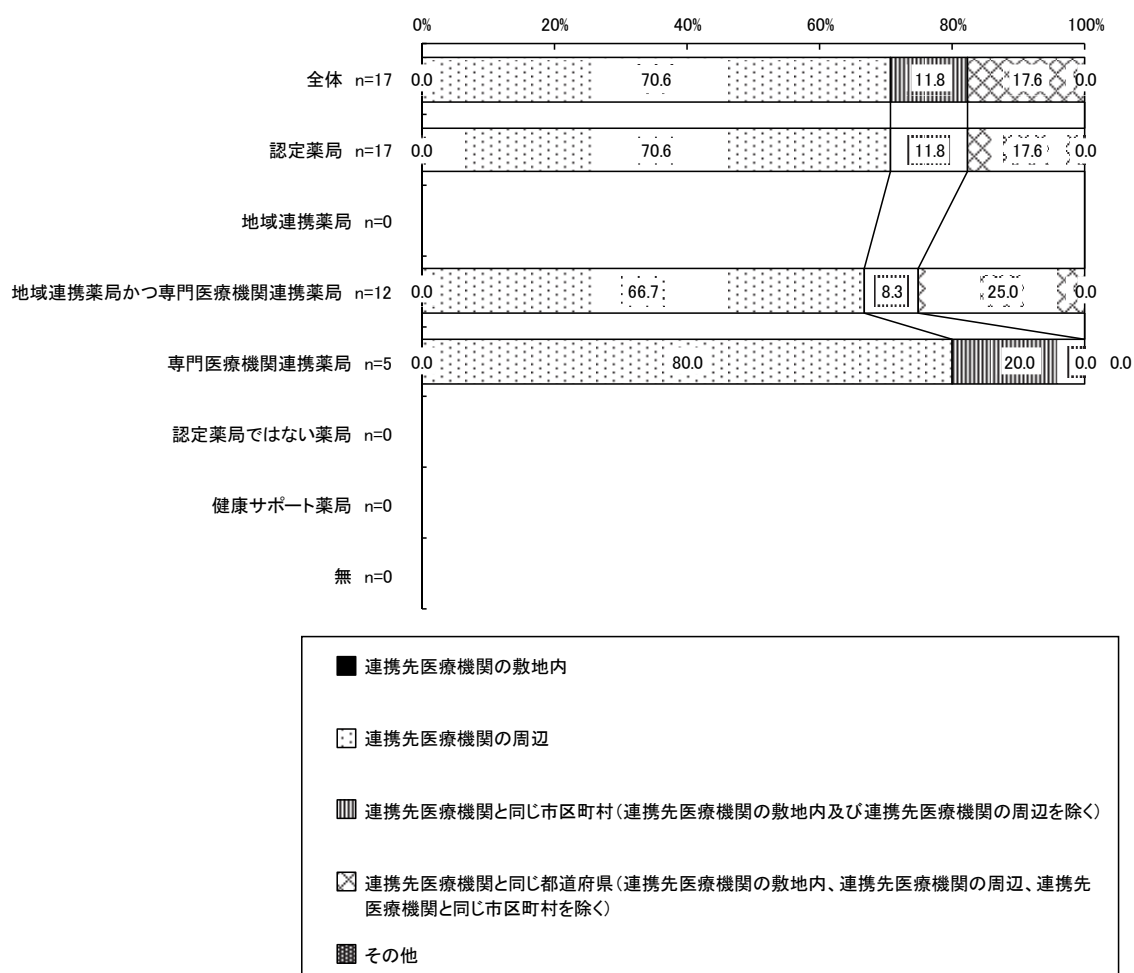 0% 20% 40% 60% 80% 100%
全体 n=17 0.0 70.6 11.8 17.6 0.0
認定薬局 n=17 0.0 70.6 11.8 17.6 0.0
地域連携薬局 n=0
地域連携薬局かつ専門医療機関連携薬局 n=12 0.0 66.7 8.3 25.0 0.0
専門医療機関連携薬局 n=5 0.0 80.0 20.0 0.0 0.0
認定薬局ではない薬局 n=0
健康サポート薬局 n=0
無 n=0
連携先医療機関の敷地内
連携先医療機関の周辺
連携先医療機関と同じ市区町村(連携先医療機関の敷地内及び連携先医療機関の周辺を除く)
連携先医療機関と同じ都道府県(連携先医療機関の敷地内、連携先医療機関の周辺、連携先
医療機関と同じ市区町村を除く)
その他